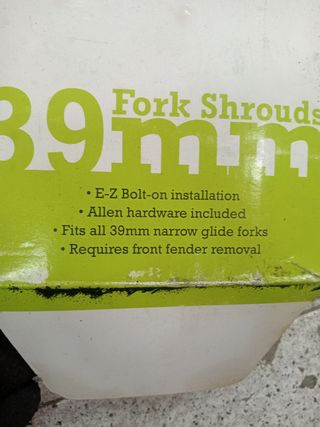 Fork Shrouds
39mm
• E-Z Bolt-on installation
• Allen hardware included
• Fits all 39mm narrow glide forks
• Requires front fender removal